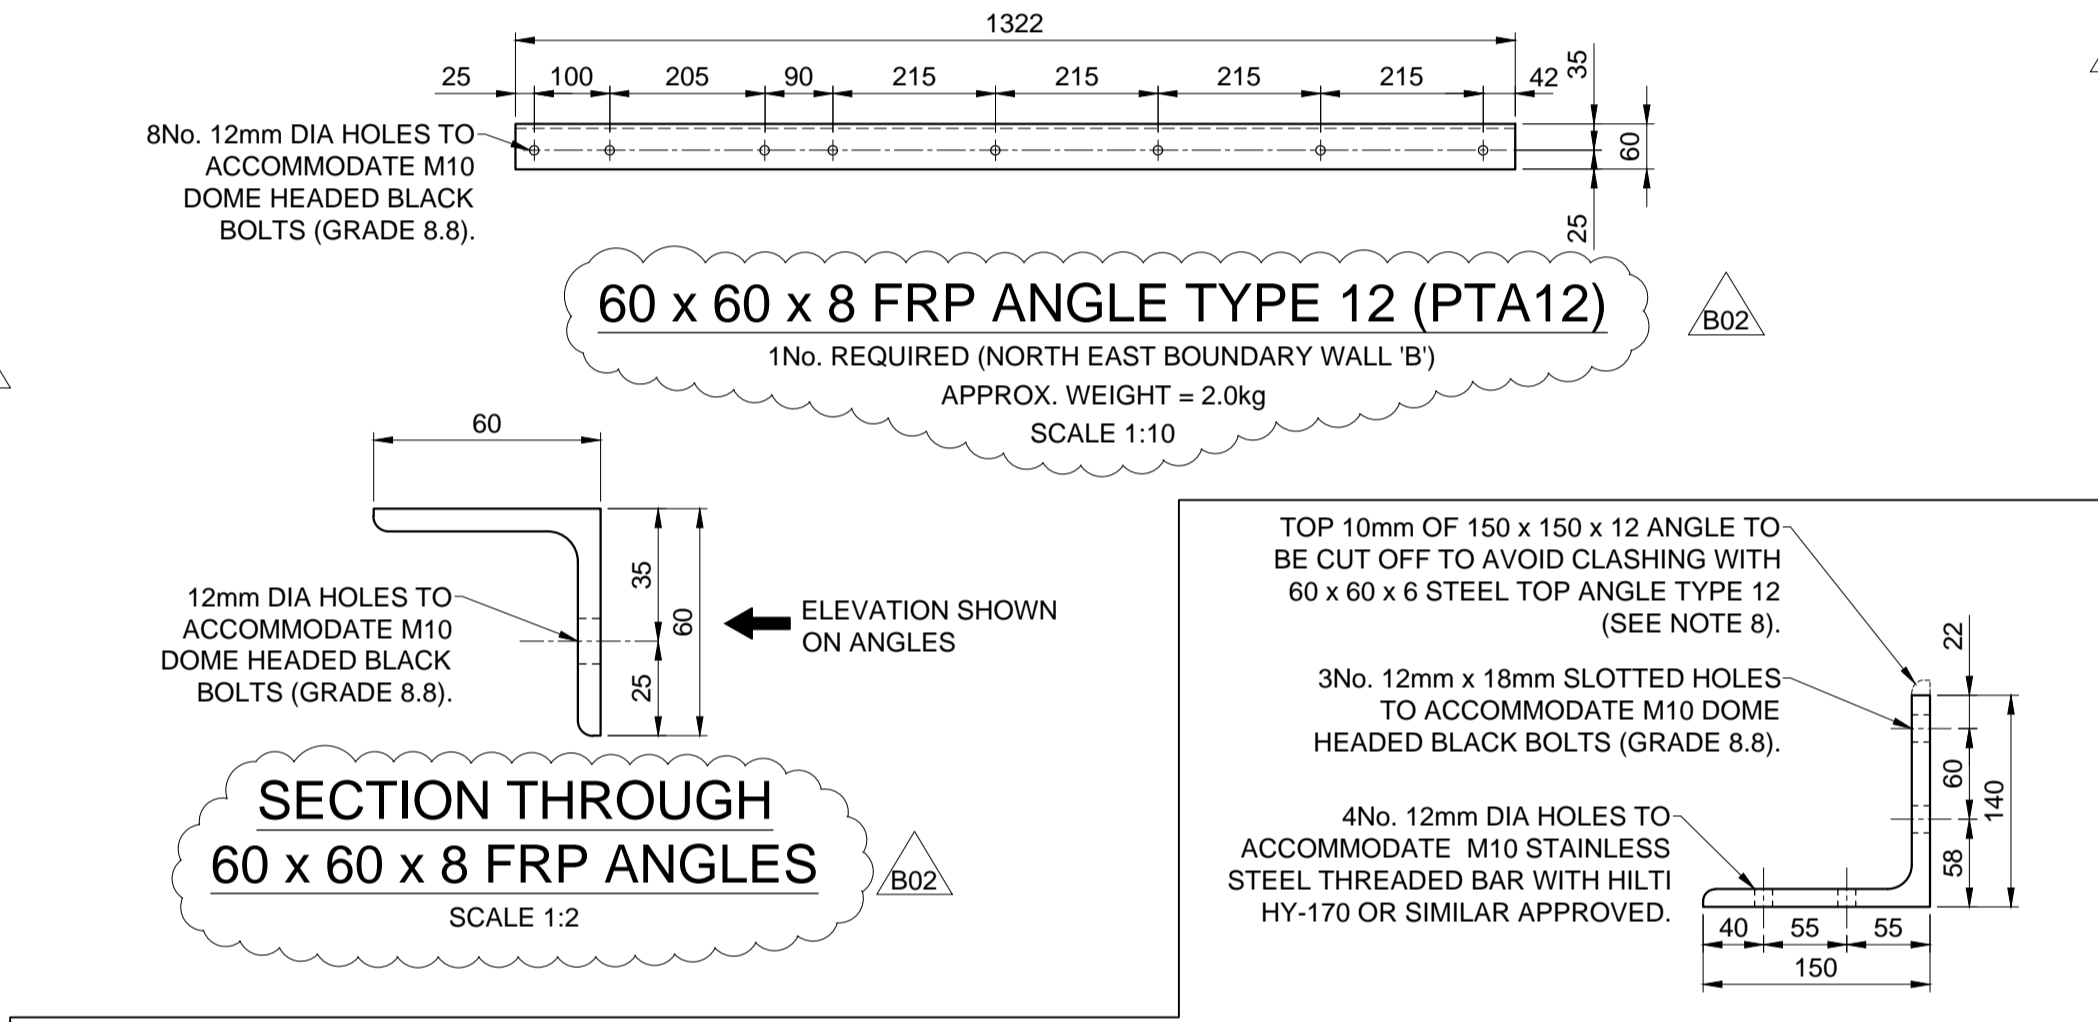 1322
25 100 205 90 215 215 215 215 42 35
60
25
8No. 12mm DIA HOLES TO
ACCOMMODATE M10
DOME HEADED BLACK
BOLTS (GRADE 8.8).
60 x 60 x 8 FRP ANGLE TYPE 12 (PTA12)
B02
1No. REQUIRED (NORTH EAST BOUNDARY WALL 'B')
APPROX. WEIGHT = 2.0kg
SCALE 1:10
60
35
60
25
12mm DIA HOLES TO
ACCOMMODATE M10
DOME HEADED BLACK
BOLTS (GRADE 8.8).
ELEVATION SHOWN
ON ANGLES
SECTION THROUGH
60 x 60 x 8 FRP ANGLES
B02
SCALE 1:2
TOP 10mm OF 150 x 150 x 12 ANGLE TO
BE CUT OFF TO AVOID CLASHING WITH
60 x 60 x 6 STEEL TOP ANGLE TYPE 12
(SEE NOTE 8).
3No. 12mm x 18mm SLOTTED HOLES
TO ACCOMMODATE M10 DOME
HEADED BLACK BOLTS (GRADE 8.8).
4No. 12mm DIA HOLES TO
ACCOMMODATE M10 STAINLESS
STEEL THREADED BAR WITH HILTI
HY-170 OR SIMILAR APPROVED.
22
60
140
58
40 55 55
150